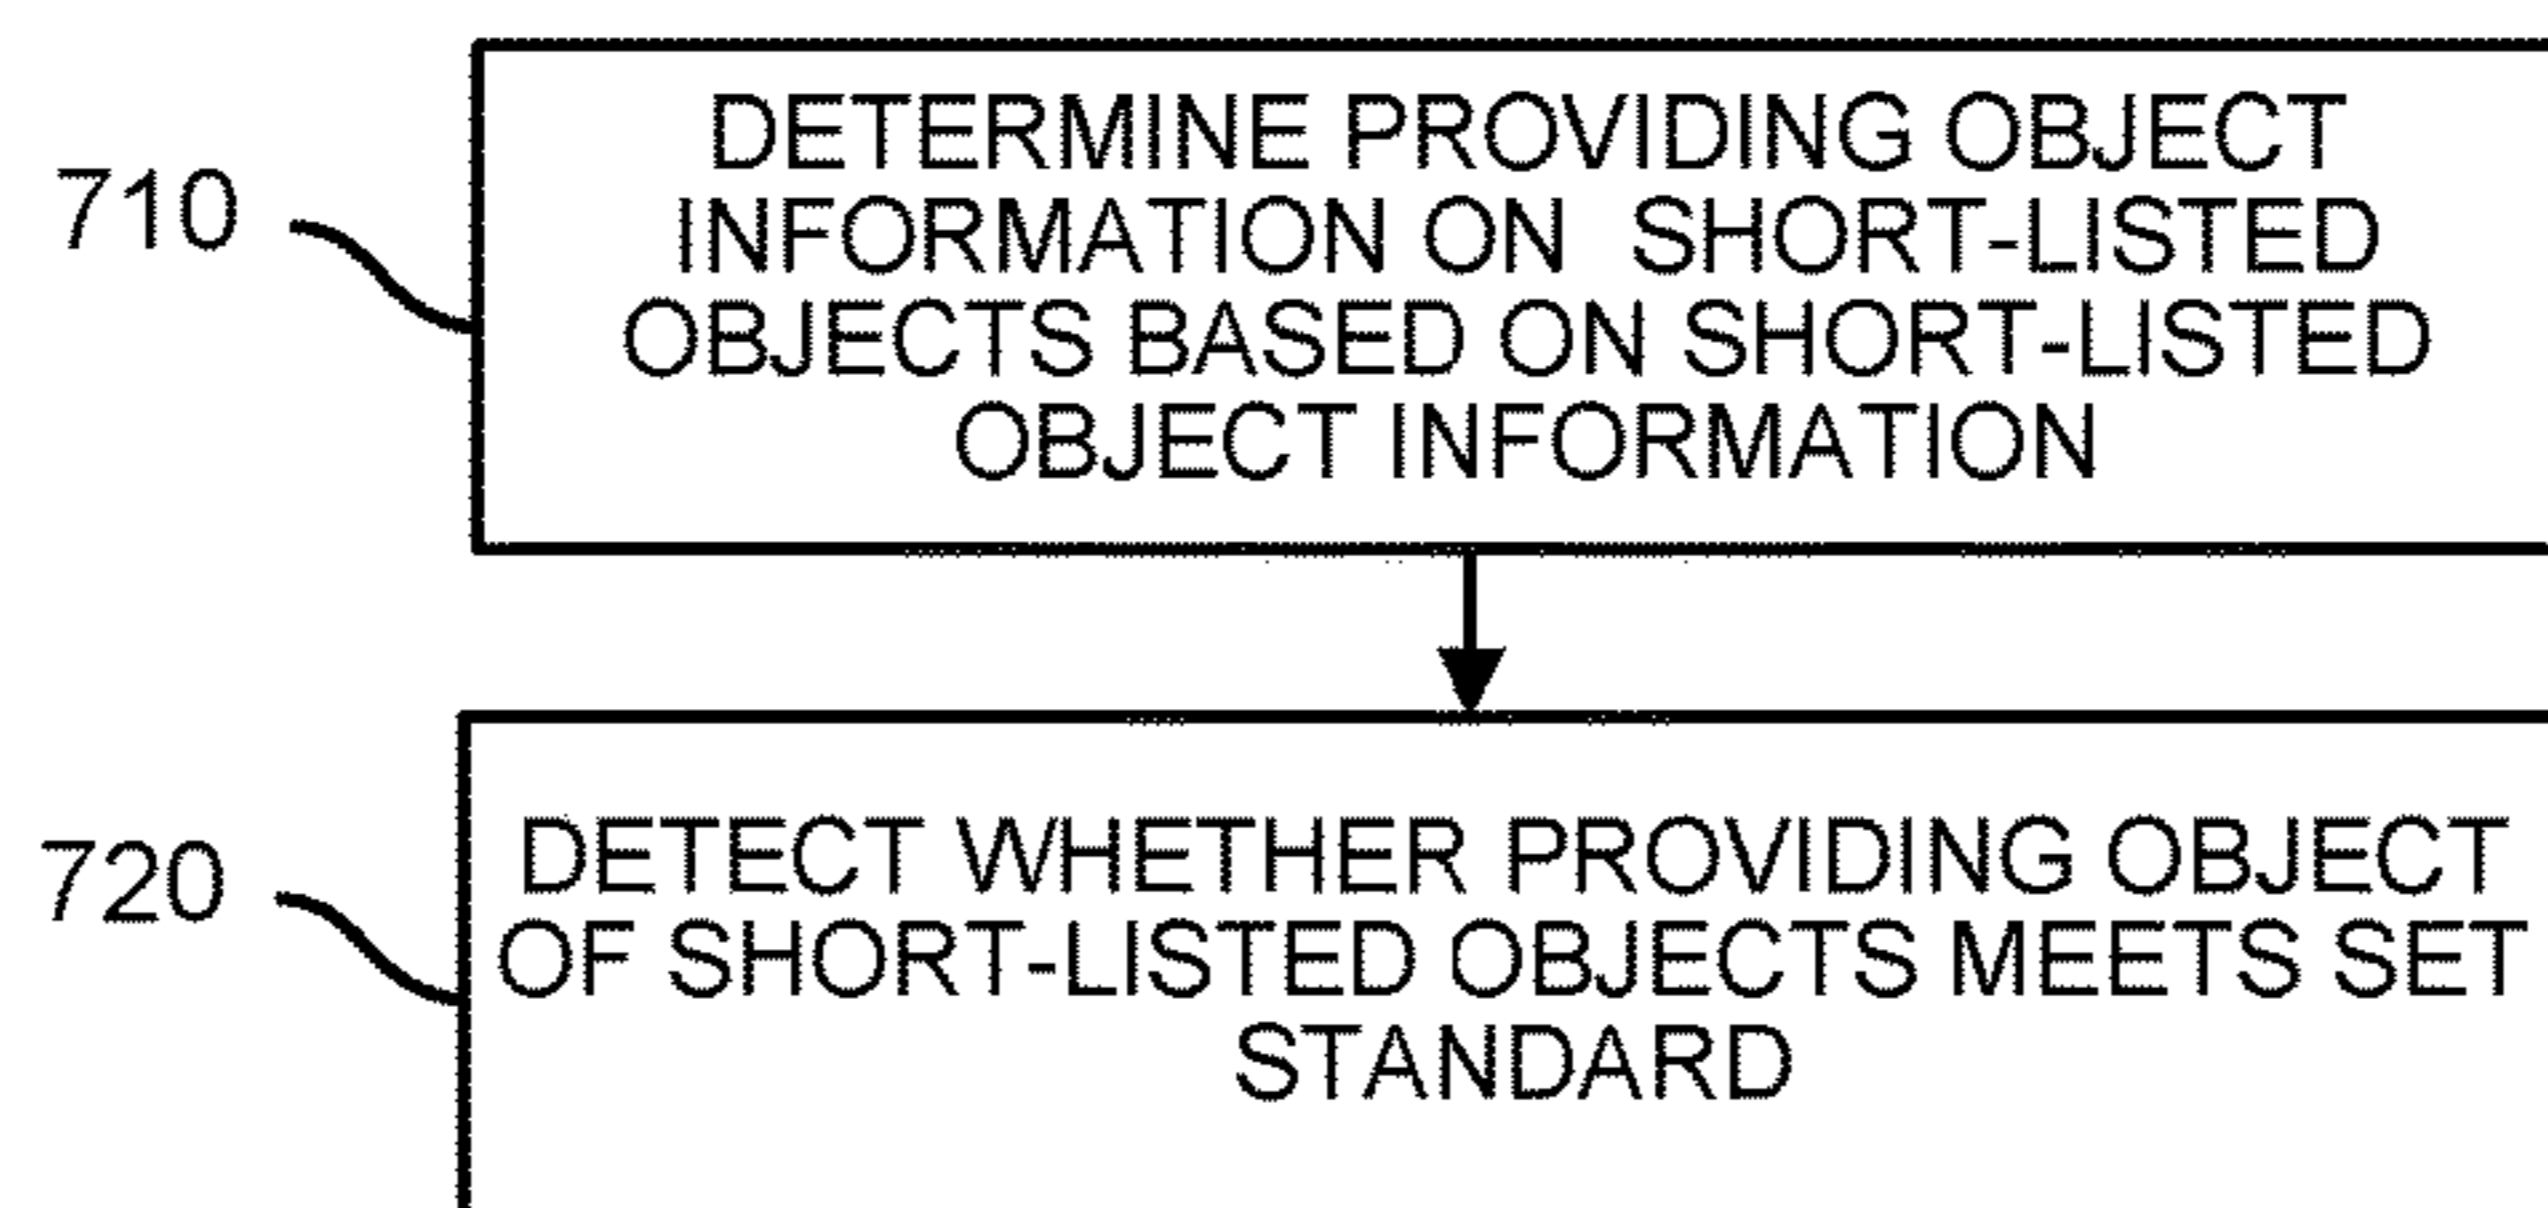 710
DETERMINE PROVIDING OBJECT
INFORMATION ON SHORT-LISTED
OBJECTS BASED ON SHORT-LISTED
OBJECT INFORMATION
720
DETECT WHETHER PROVIDING OBJECT
OF SHORT-LISTED OBJECTS MEETS SET
STANDARD